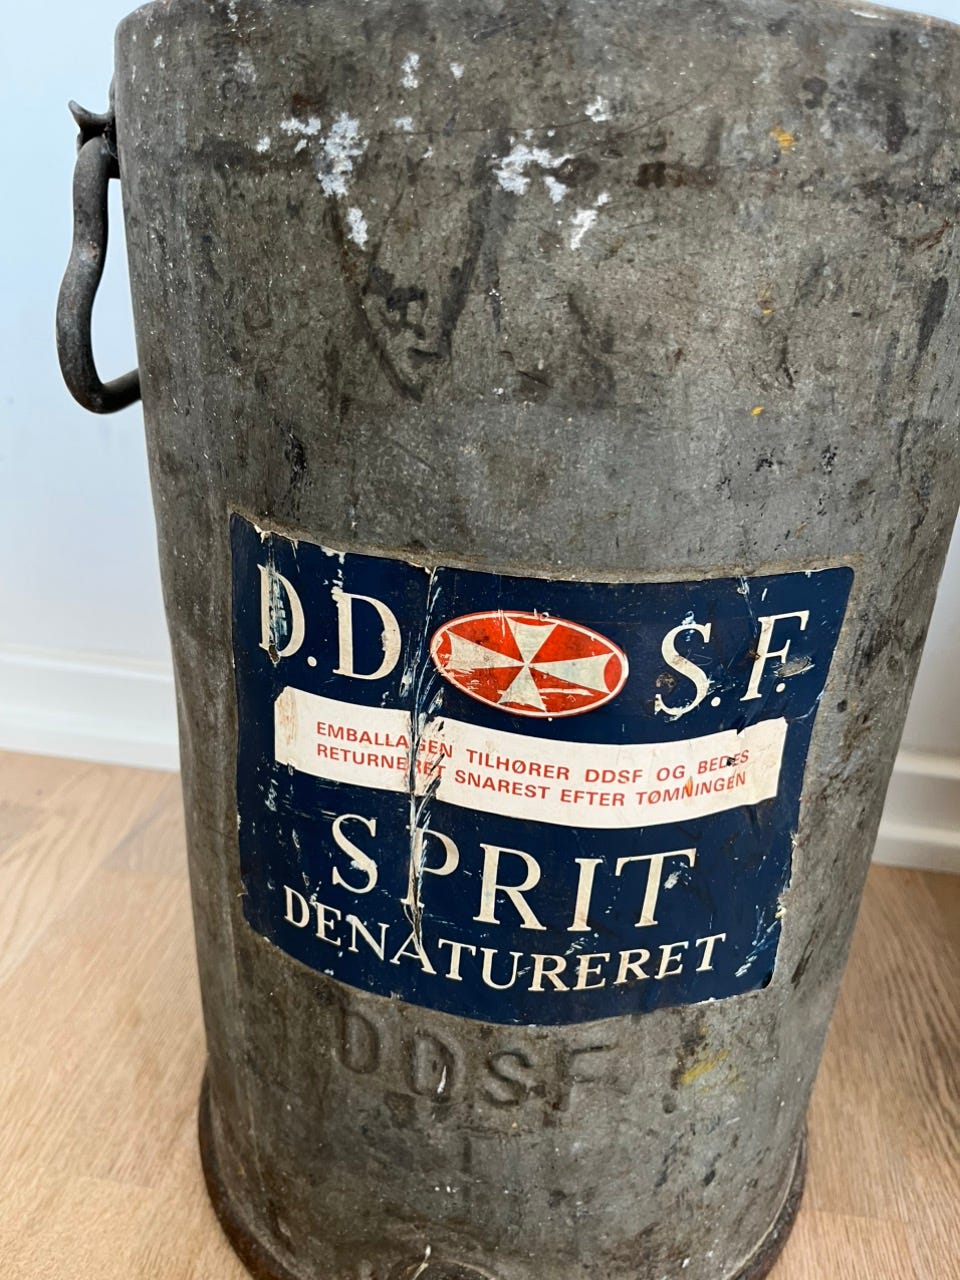 D.D S.F.
EMBALLAGEN TILHØRER DDSF OG BEDES
RETURNERET SNAREST EFTER TØMNINGEN
SPRIT
DENATURERET
DDSF